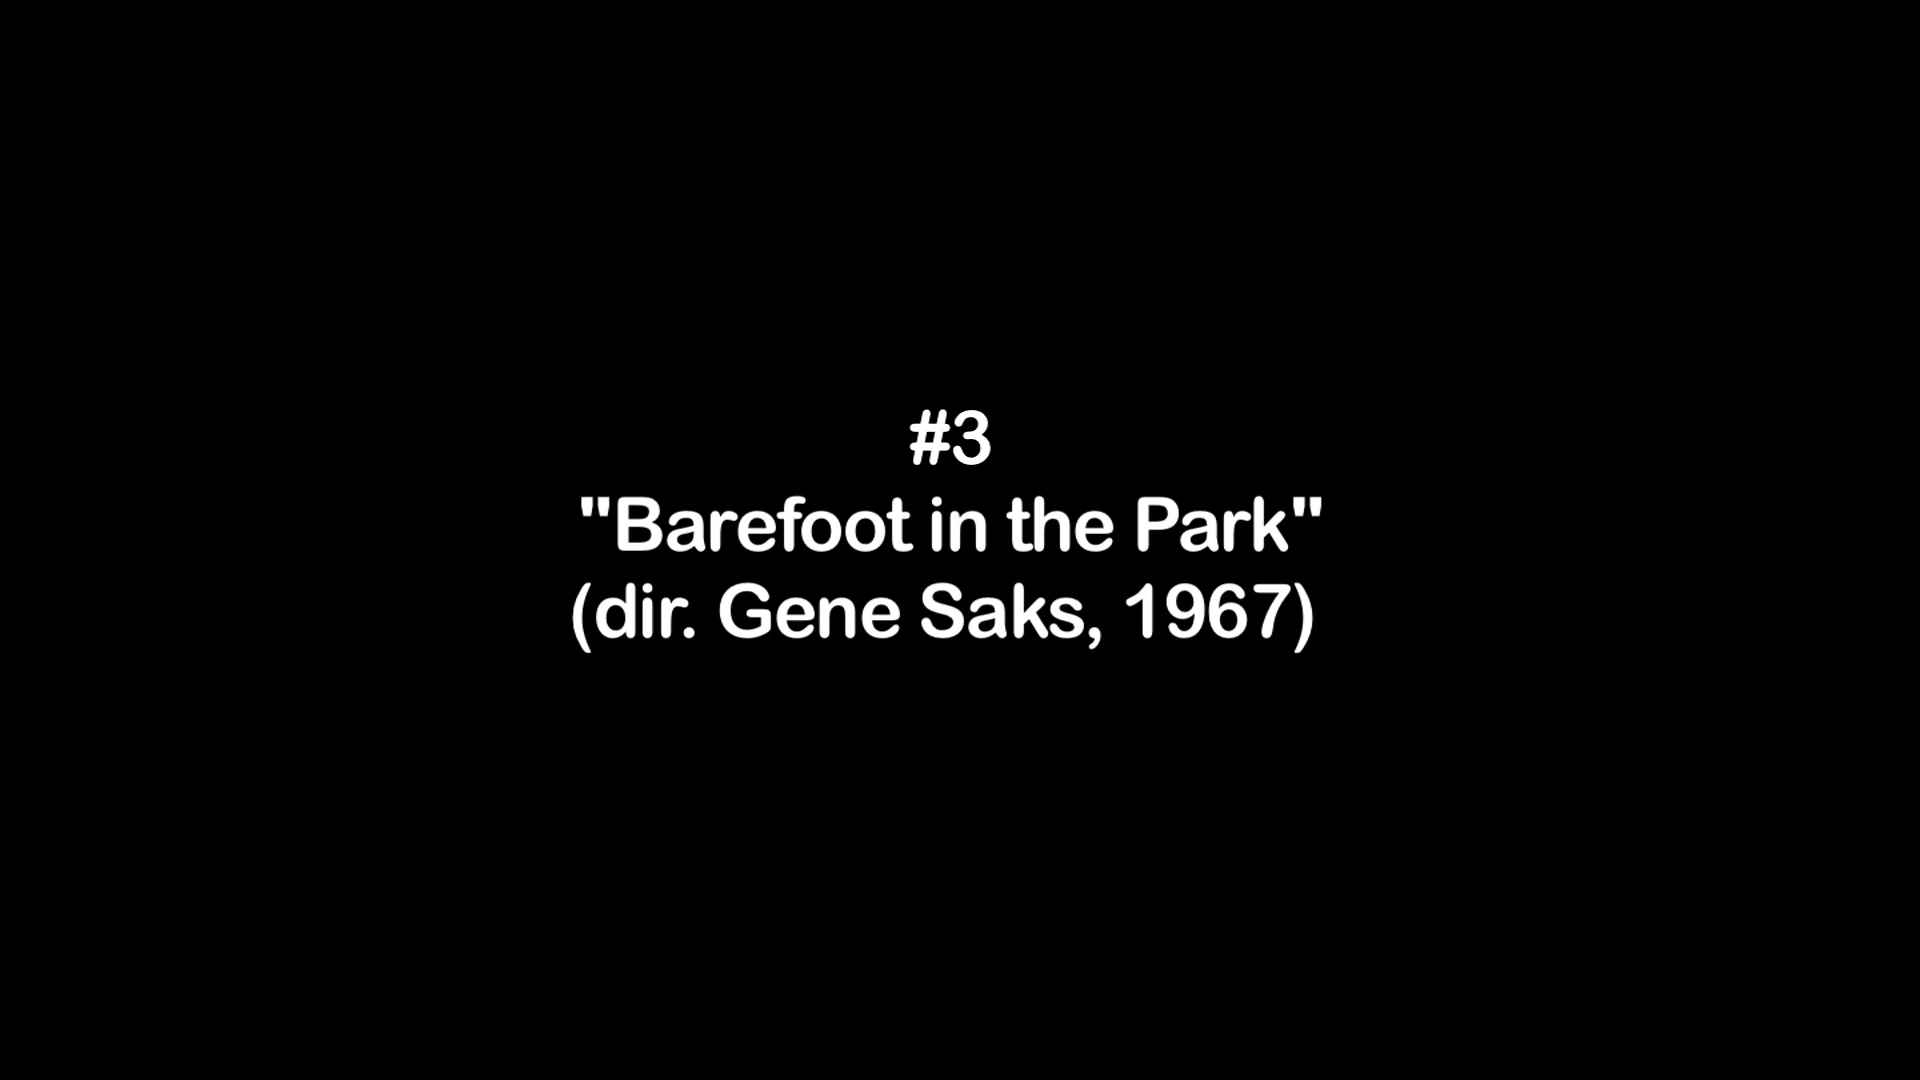 #3
"Barefoot in the Park"
(dir. Gene Saks, 1967)